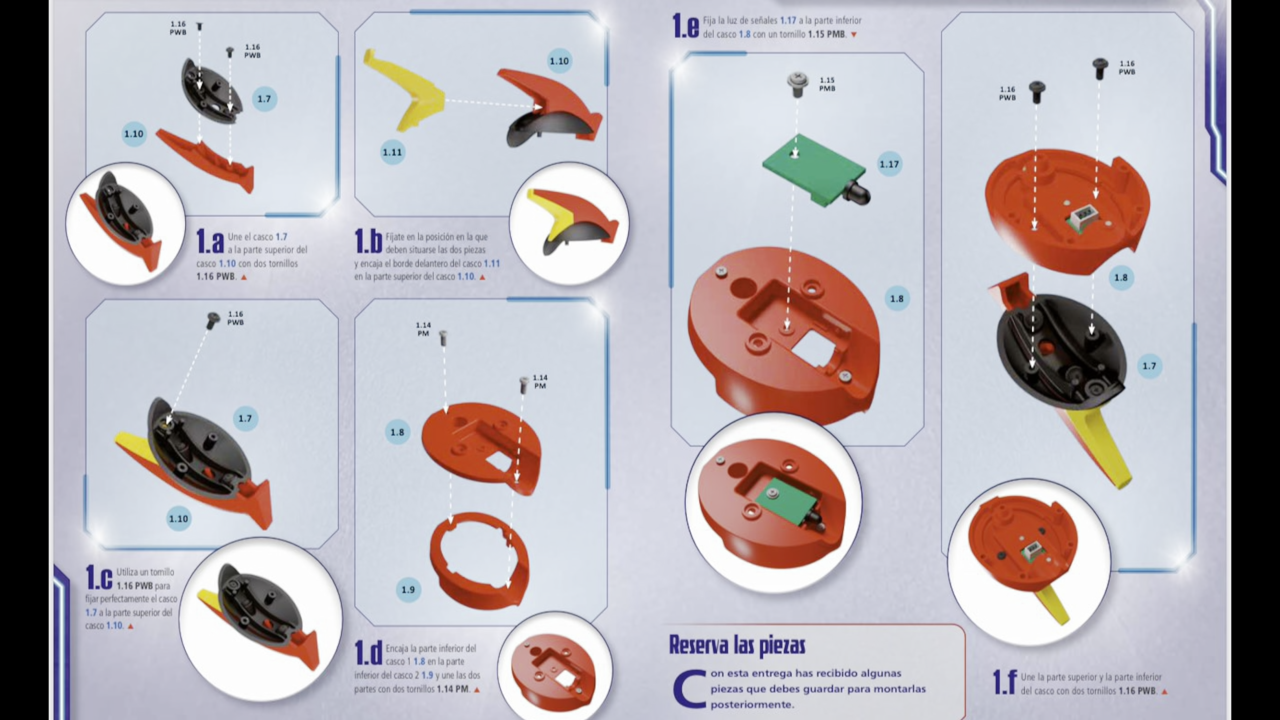 1.16
PWB
1.16
PWB
1.7
1.10
1.a Une el casco 1.7
a la parte superior del
casco 1.10 con dos tornillos
1.16 PWB.
1.10
1.11
1.b Fíjate en la posición en la que
deben situarse las dos piezas
y encaja el borde delantero del casco 1.11
en la parte superior del casco 1.10.
1.16
PWB
1.7
1.10
1.c Utiliza un tornillo
1.16 PWB para
fijar perfectamente el casco
1.7 a la parte superior del
casco 1.10.
1.14
PM
1.14
PM
1.8
1.9
1.d Encaja la parte inferior del
casco 1 1.8 en la parte
inferior del casco 2 1.9 y une las dos
partes con dos tornillos 1.14 PM.
1.e Fija la luz de señales 1.17 a la parte inferior
del casco 1.8 con un tornillo 1.15 PMB.
1.15
PMB
1.17
1.8
Reserva las piezas
Con esta entrega has recibido algunas
piezas que debes guardar para montarlas
posteriormente.
1.16
PWB
1.16
PWB
1.8
1.7
1.f Une la parte superior y la parte inferior
del casco con dos tornillos 1.16 PWB.